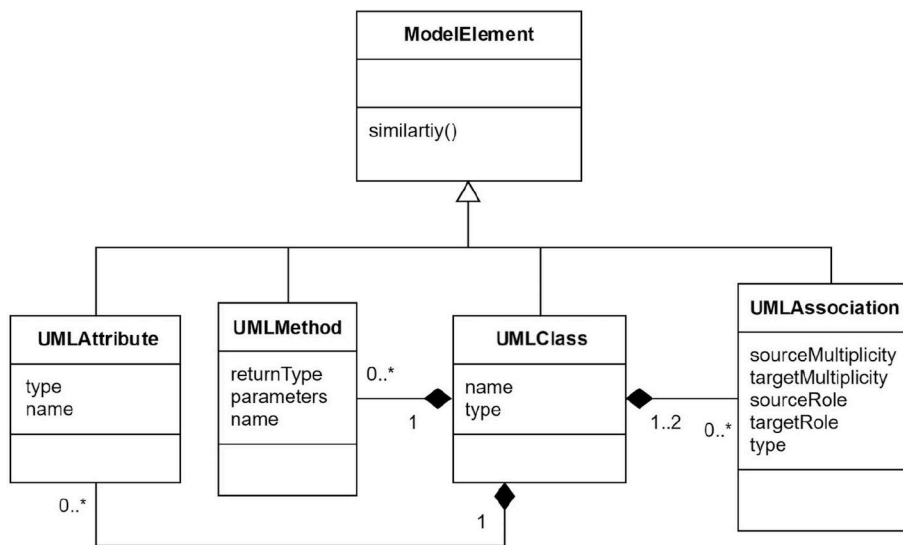 ModelElement
similartiy()
UMLAttribute
type
name
UMLMethod
returnType
parameters
name
UMLClass
name
type
UMLAssociation
sourceMultiplicity
targetMultiplicity
sourceRole
targetRole
type
0..*
1
1..2
0..*
0..*
1